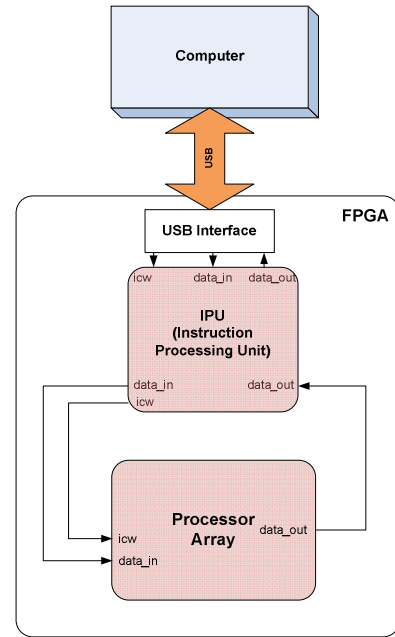 Computer
USB
FPGA
USB Interface
icw data_in data_out
IPU
(Instruction
Processing Unit)
data_in data_out
icw
Processor
Array
data_out
icw
data_in